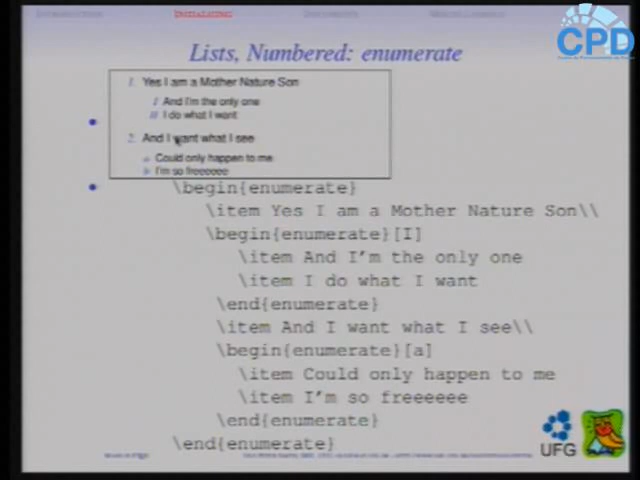 INITIALIZING
CPD
Lists, Numbered: enumerate
1. Yes I am a Mother Nature Son
I And I'm the only one
II I do what I want
2. And I want what I see
a Could only happen to me
b I'm so freeeeee
\begin{enumerate}
\item Yes I am a Mother Nature Son\\
\begin{enumerate}[I]
\item And I'm the only one
\item I do what I want
\end{enumerate}
\item And I want what I see\\
\begin{enumerate}[a]
\item Could only happen to me
\item I'm so freeeeee
\end{enumerate}
\end{enumerate}
UFG